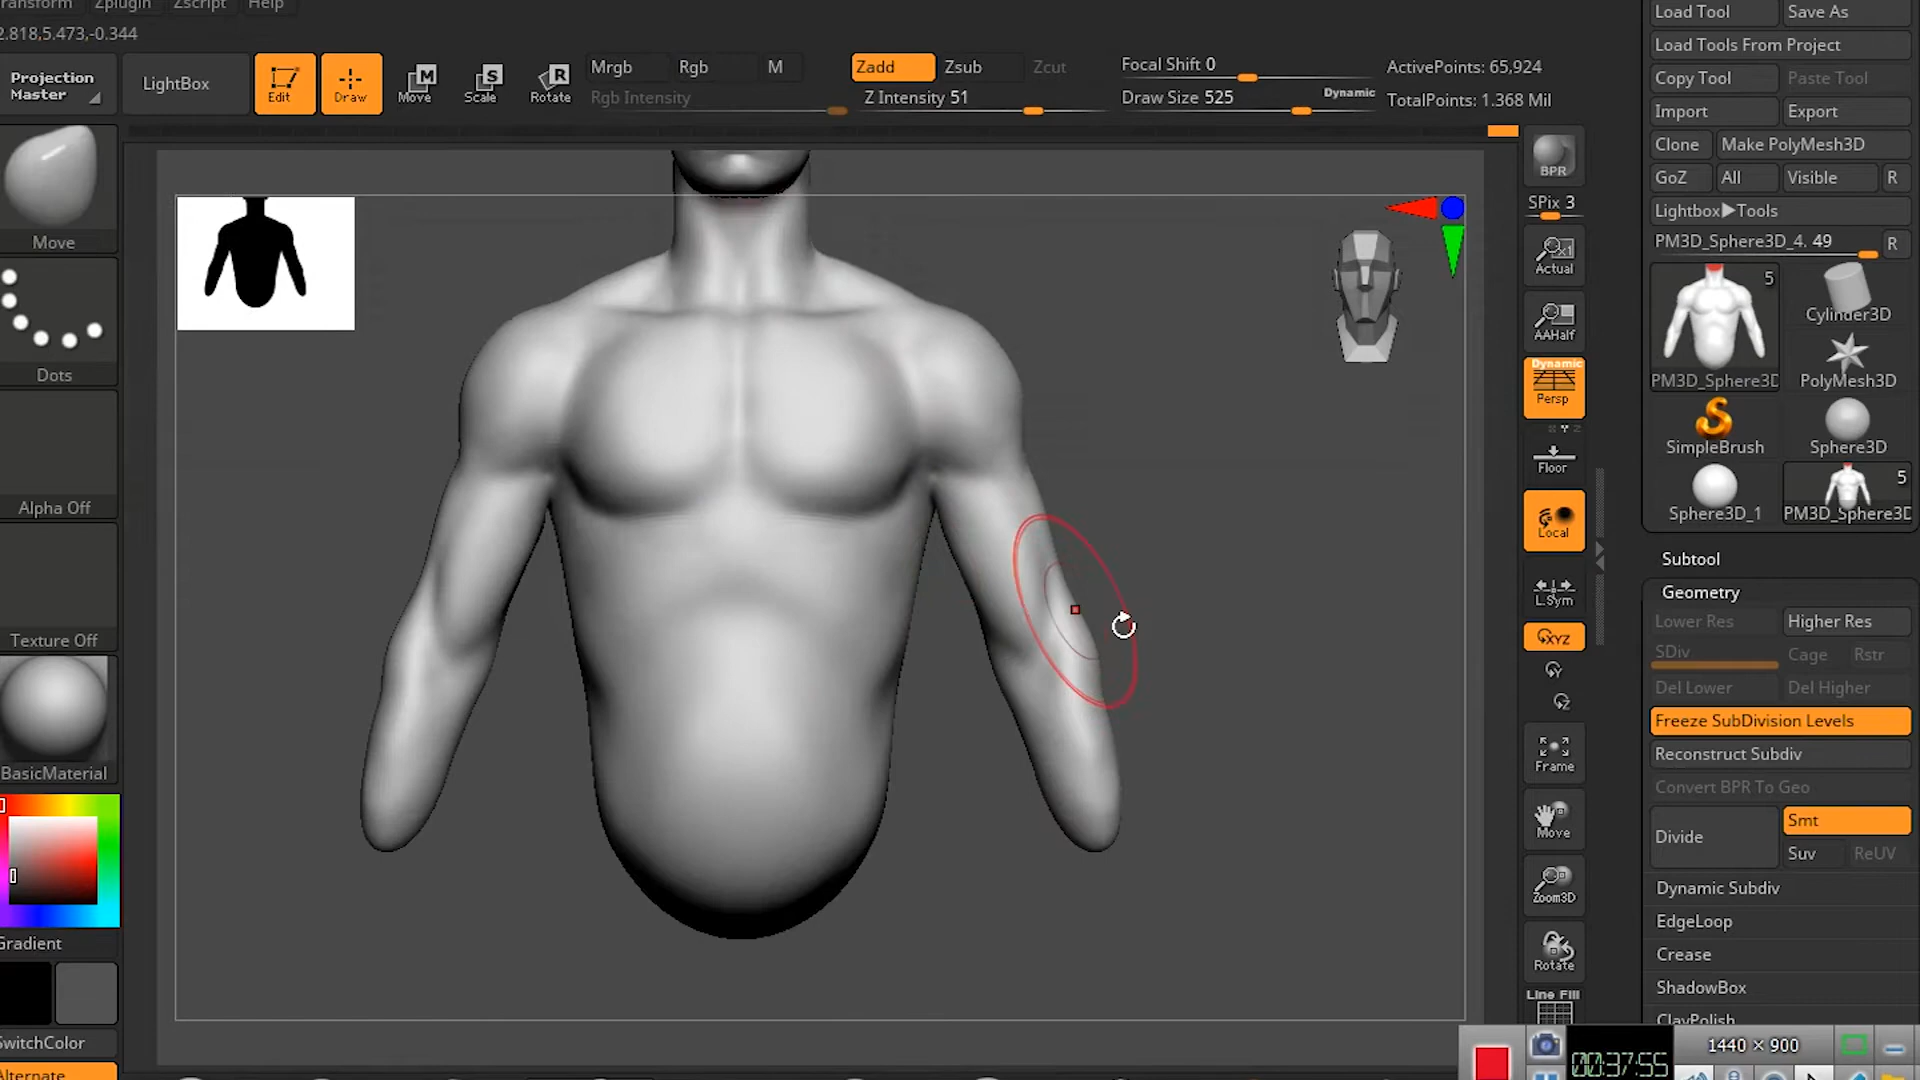 ransform Zplugin Zscript Help
2.818,5.473,-0.344
Projection
Master
LightBox
Edit
Draw
Move
Scale
Rotate
Mrgb Rgb M
Rgb Intensity
Zadd Zsub Zcut
Z Intensity 51
Focal Shift 0
Draw Size 525
Dynamic
ActivePoints: 65,924
TotalPoints: 1.368 Mil
Move
Dots
Alpha Off
Texture Off
BasicMaterial
Gradient
SwitchColor
Alternate
BPR
SPix 3
Actual
AAHalf
Dynamic
Persp
Floor
Local
L.Sym
XYZ
Frame
Move
Zoom3D
Rotate
Line Fill
Load Tool Save As
Load Tools From Project
Copy Tool Paste Tool
Import Export
Clone Make PolyMesh3D
GoZ All Visible R
Lightbox▶Tools
PM3D_Sphere3D_4. 49 R
5
PM3D_Sphere3D
Cylinder3D
PolyMesh3D
SimpleBrush
Sphere3D
Sphere3D_1
5
PM3D_Sphere3D
Subtool
Geometry
Lower Res Higher Res
SDiv Cage Rstr
Del Lower Del Higher
Freeze SubDivision Levels
Reconstruct Subdiv
Convert BPR To Geo
Divide
Smt
Suv ReUV
Dynamic Subdiv
EdgeLoop
Crease
ShadowBox
ClayPolish
00:37:55
1440 × 900